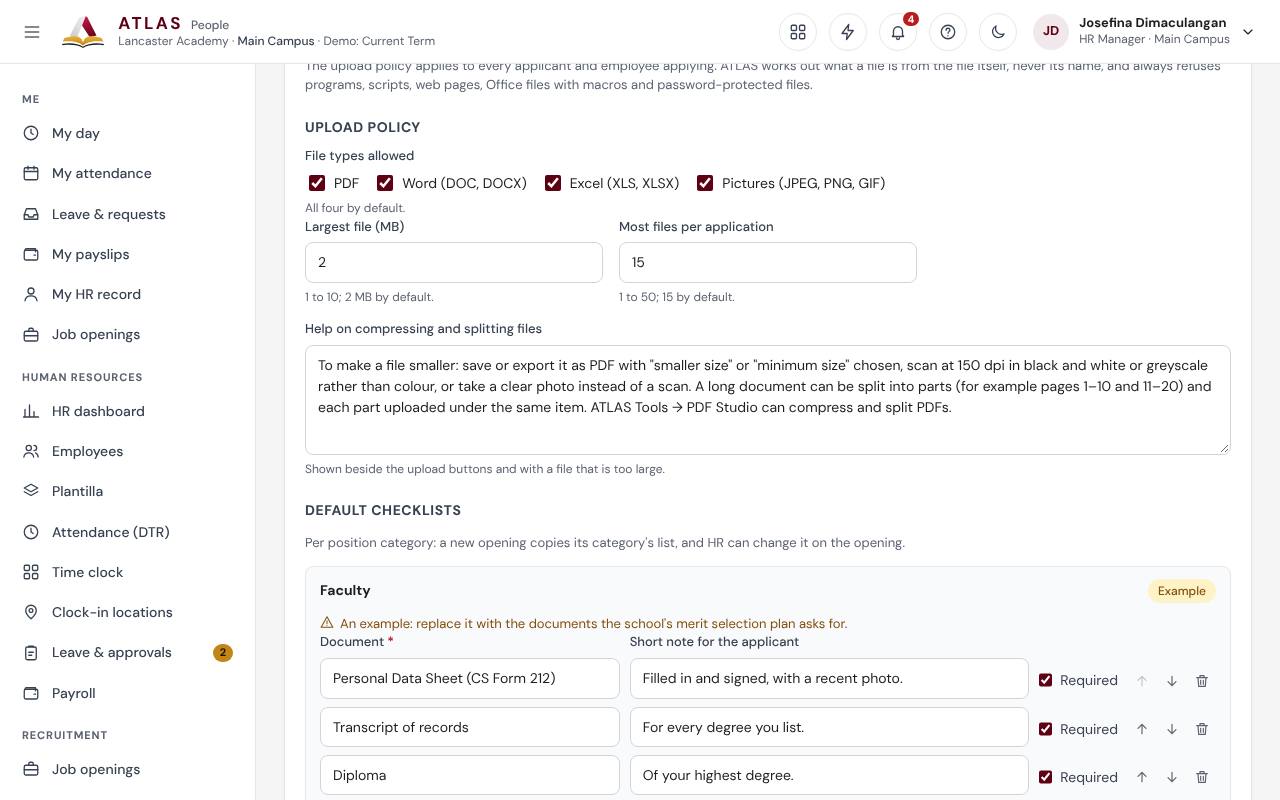 ATLAS People
Lancaster Academy · Main Campus · Demo: Current Term
4
JD
Josefina Dimaculangan
HR Manager · Main Campus
ME
My day
My attendance
Leave & requests
My payslips
My HR record
Job openings
HUMAN RESOURCES
HR dashboard
Employees
Plantilla
Attendance (DTR)
Time clock
Clock-in locations
Leave & approvals 2
Payroll
RECRUITMENT
Job openings
The upload policy applies to every applicant and employee applying. ATLAS works out what a file is from the file itself, never its name, and always refuses
programs, scripts, web pages, Office files with macros and password-protected files.
UPLOAD POLICY
File types allowed
PDF Word (DOC, DOCX) Excel (XLS, XLSX) Pictures (JPEG, PNG, GIF)
All four by default.
Largest file (MB) Most files per application
2 15
1 to 10; 2 MB by default. 1 to 50; 15 by default.
Help on compressing and splitting files
To make a file smaller: save or export it as PDF with "smaller size" or "minimum size" chosen, scan at 150 dpi in black and white or greyscale
rather than colour, or take a clear photo instead of a scan. A long document can be split into parts (for example pages 1–10 and 11–20) and
each part uploaded under the same item. ATLAS Tools → PDF Studio can compress and split PDFs.
Shown beside the upload buttons and with a file that is too large.
DEFAULT CHECKLISTS
Per position category: a new opening copies its category's list, and HR can change it on the opening.
Faculty Example
An example: replace it with the documents the school's merit selection plan asks for.
Document * Short note for the applicant
Personal Data Sheet (CS Form 212) Filled in and signed, with a recent photo. Required
Transcript of records For every degree you list. Required
Diploma Of your highest degree. Required